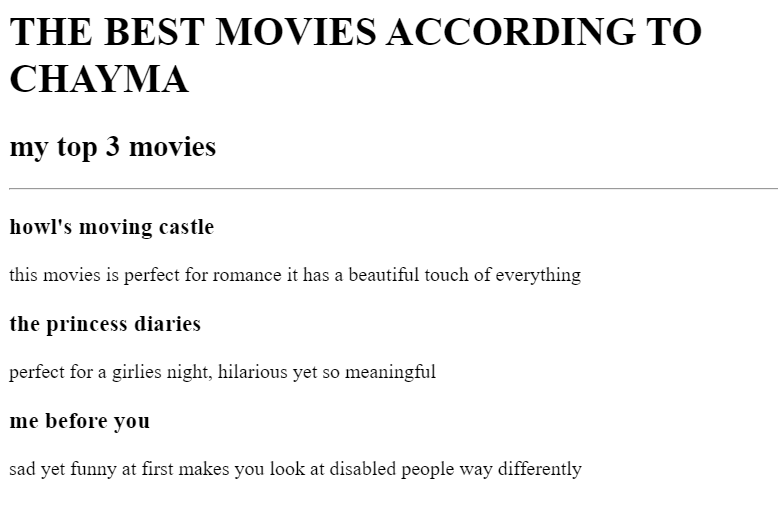 THE BEST MOVIES ACCORDING TO
CHAYMA
my top 3 movies
howl's moving castle
this movies is perfect for romance it has a beautiful touch of everything
the princess diaries
perfect for a girlies night, hilarious yet so meaningful
me before you
sad yet funny at first makes you look at disabled people way differently